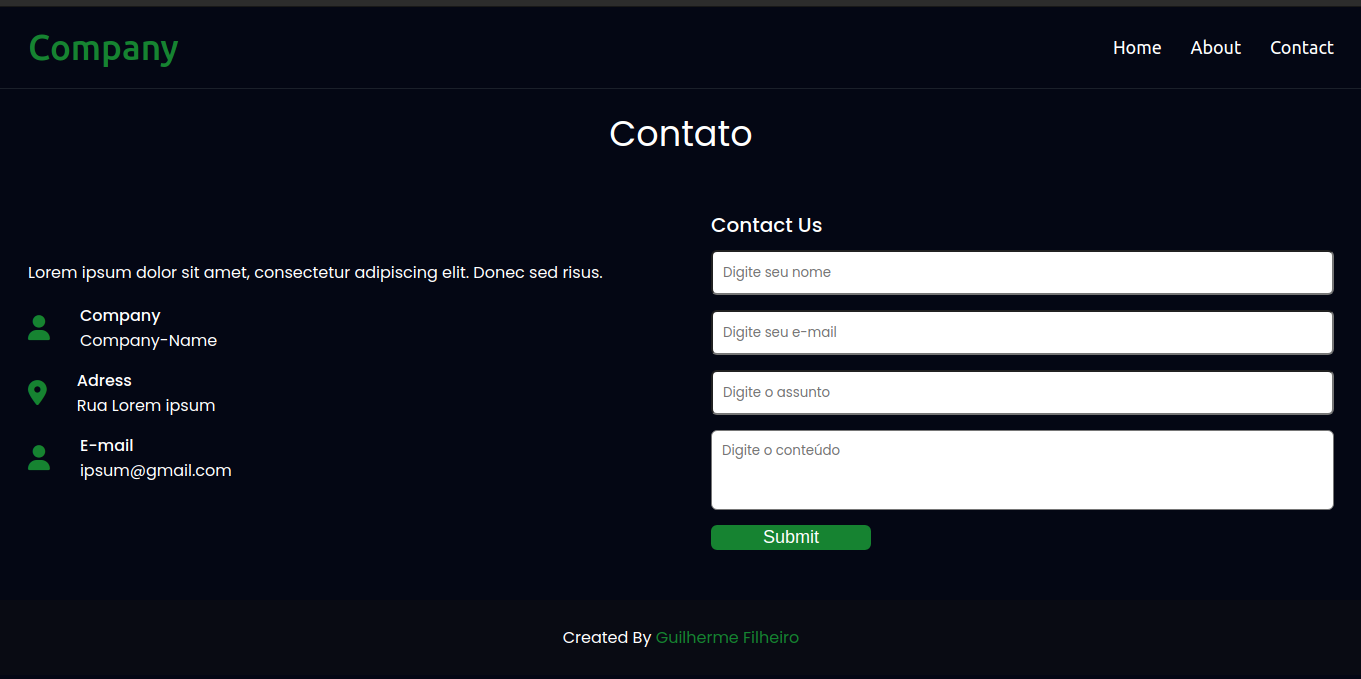 Company
Home About Contact
Contato
Lorem ipsum dolor sit amet, consectetur adipiscing elit. Donec sed risus.
Company
Company-Name
Adress
Rua Lorem ipsum
E-mail
ipsum@gmail.com
Contact Us
Digite seu nome
Digite seu e-mail
Digite o assunto
Digite o conteúdo
Submit
Created By Guilherme Filheiro